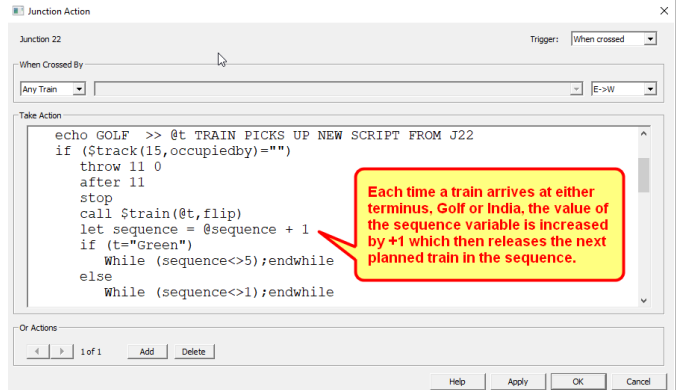 Junction Action
Junction 22
Trigger:
When crossed
When Crossed By
Any Train
E->W
Take Action
echo GOLF  >> @t TRAIN PICKS UP NEW SCRIPT FROM J22
if ($track(15,occupiedby)="")
throw 11 0
after 11
stop
call $train(@t,flip)
let sequence = @sequence + 1
if (t="Green")
While (sequence<>5);endwhile
else
While (sequence<>1);endwhile
Each time a train arrives at either
terminus, Golf or India, the value of
the sequence variable is increased
by +1 which then releases the next
planned train in the sequence.
Or Actions
1 of 1
Add
Delete
Help
Apply
OK
Cancel